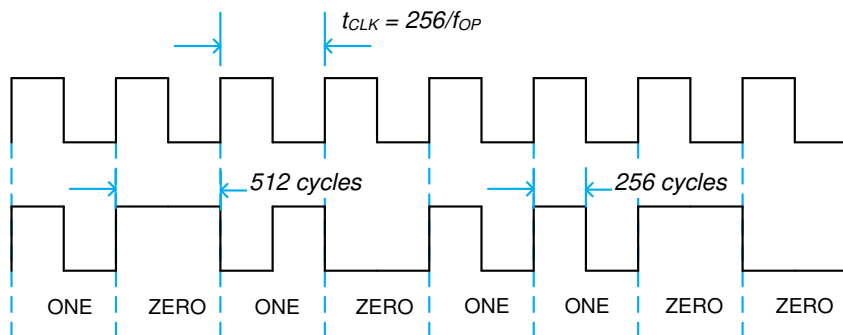 tCLK = 256/fOP
512 cycles
256 cycles
ONE ZERO ONE ZERO ONE ONE ZERO ZERO